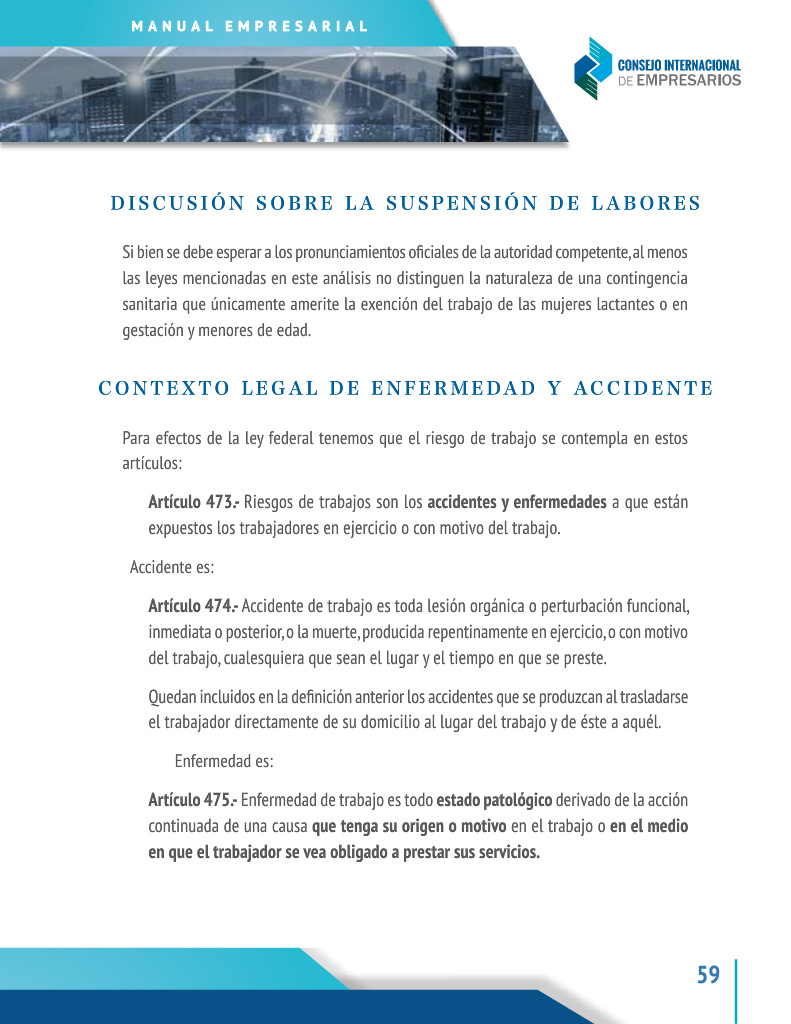 MANUAL EMPRESARIAL
CONSEJO INTERNACIONAL
DE EMPRESARIOS
DISCUSIÓN SOBRE LA SUSPENSIÓN DE LABORES
Si bien se debe esperar a los pronunciamientos oficiales de la autoridad competente, al menos
las leyes mencionadas en este análisis no distinguen la naturaleza de una contingencia
sanitaria que únicamente amerite la exención del trabajo de las mujeres lactantes o en
gestación y menores de edad.
CONTEXTO LEGAL DE ENFERMEDAD Y ACCIDENTE
Para efectos de la ley federal tenemos que el riesgo de trabajo se contempla en estos
artículos:
Artículo 473.- Riesgos de trabajos son los accidentes y enfermedades a que están
expuestos los trabajadores en ejercicio o con motivo del trabajo.
Accidente es:
Artículo 474.- Accidente de trabajo es toda lesión orgánica o perturbación funcional,
inmediata o posterior, o la muerte, producida repentinamente en ejercicio, o con motivo
del trabajo, cualesquiera que sean el lugar y el tiempo en que se preste.
Quedan incluidos en la definición anterior los accidentes que se produzcan al trasladarse
el trabajador directamente de su domicilio al lugar del trabajo y de éste a aquél.
Enfermedad es:
Artículo 475.- Enfermedad de trabajo es todo estado patológico derivado de la acción
continuada de una causa que tenga su origen o motivo en el trabajo o en el medio
en que el trabajador se vea obligado a prestar sus servicios.
59